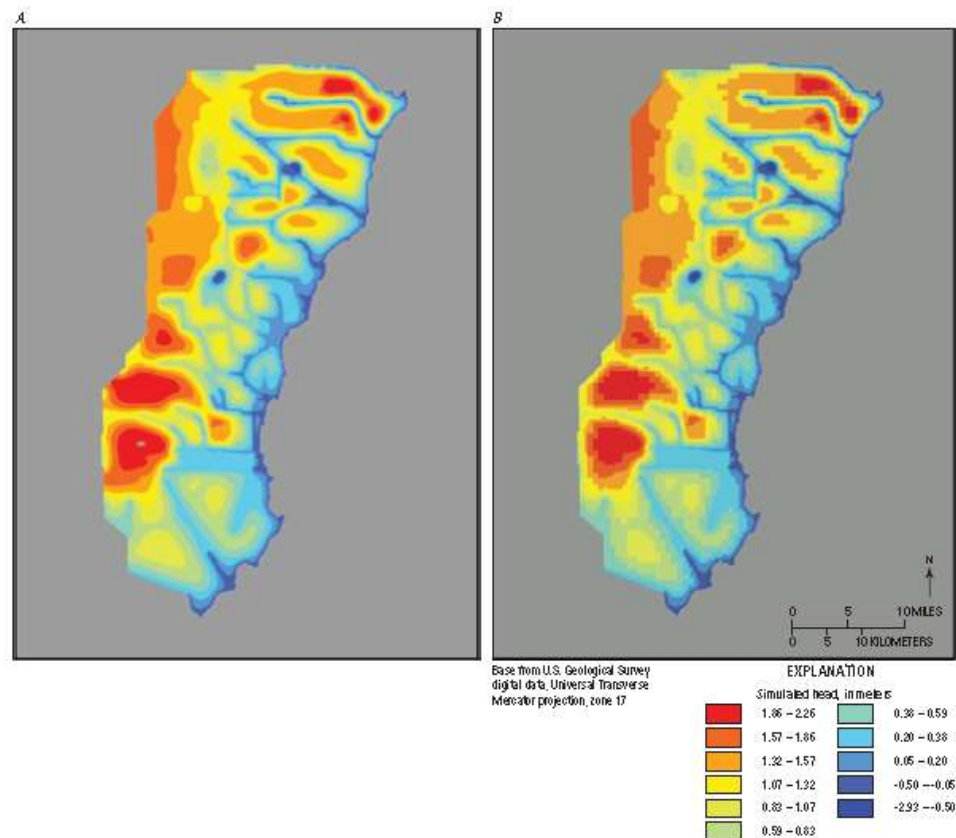 A
B
N
0 5 10 MILES
0 5 10 KILOMETERS
Base from U.S. Geological Survey
digital data, Universal Transverse
Mercator projection, zone 17
EXPLANATION
Simulated head, in meters
1.86 – 2.26
1.57 – 1.86
1.32 – 1.57
1.07 – 1.32
0.83 – 1.07
0.59 – 0.83
0.38 – 0.59
0.20 – 0.38
0.05 – 0.20
-0.50 – -0.05
-2.93 – -0.50